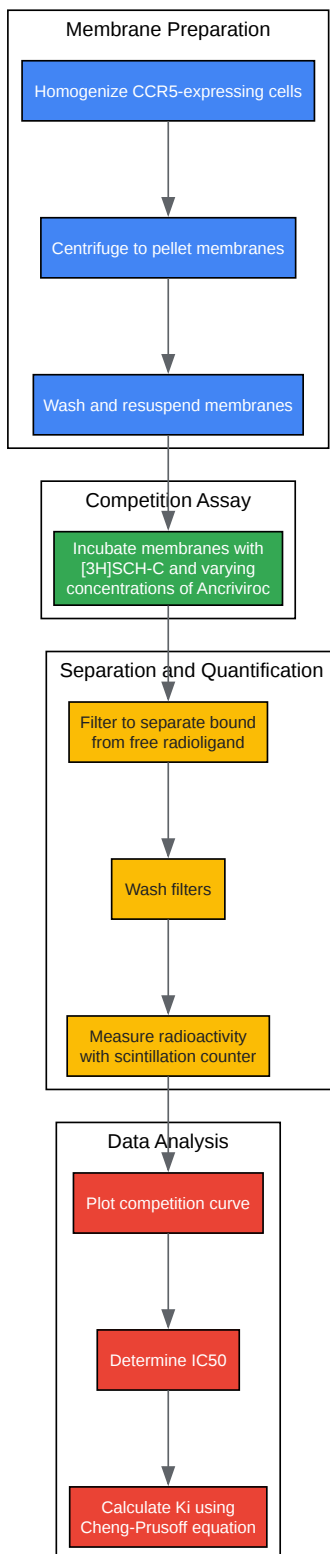 Membrane Preparation
Homogenize CCR5-expressing cells
Centrifuge to pellet membranes
Wash and resuspend membranes
Competition Assay
Incubate membranes with
[3H]SCH-C and varying
concentrations of Ancriviroc
Separation and Quantification
Filter to separate bound
from free radioligand
Wash filters
Measure radioactivity
with scintillation counter
Data Analysis
Plot competition curve
Determine IC50
Calculate Ki using
Cheng-Prusoff equation